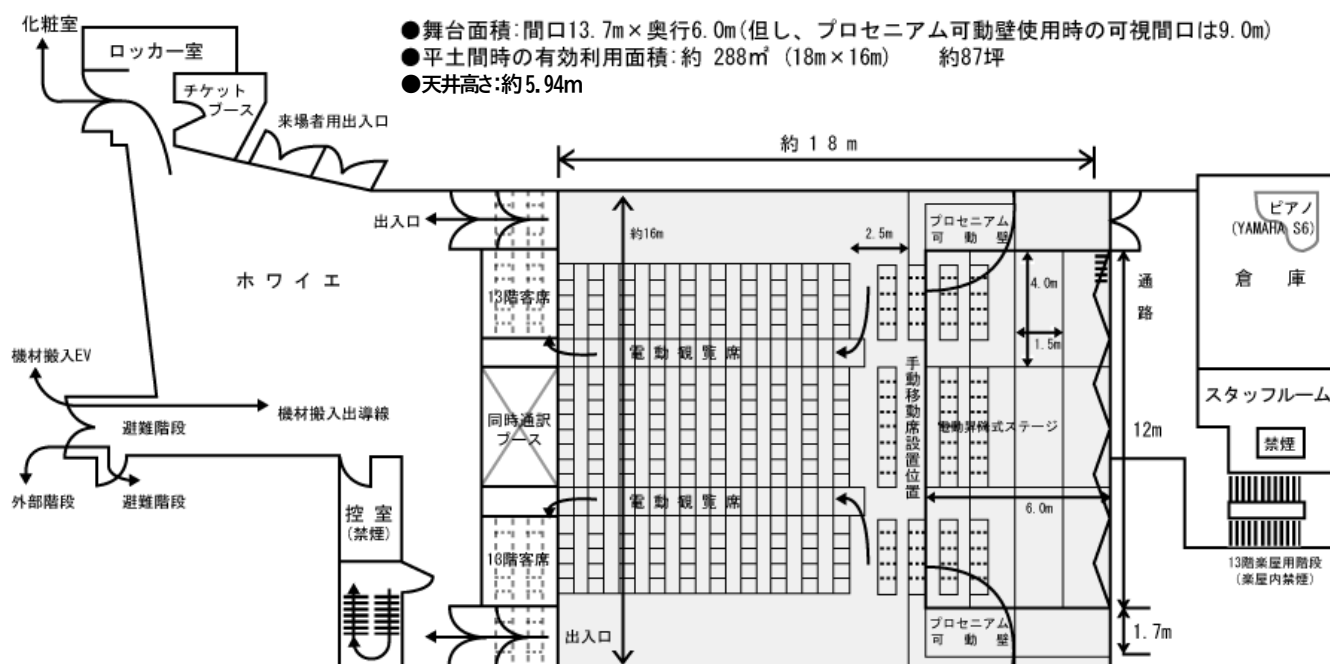 ●舞台面積:間口13.7m×奥行6.0m(但し、プロセニアム可動壁使用時の可視間口は9.0m)
●平土間時の有効利用面積:約 288㎡ (18m×16m)　約87坪
●天井高さ:約5.94m
化粧室
ロッカー室
チケット
ブース
来場者用出入口
約18m
出入口
約16m
2.5m
プロセニアム
可動壁
ピアノ
(YAMAHA S6)
倉庫
ホワイエ
13階客席
4.0m
1.5m
通路
電動観覧席
機材搬入EV
機材搬入出導線
避難階段
同時通訳
ブース
手動移動席設置位置
電動昇降式ステージ
12m
スタッフルーム
禁煙
外部階段
避難階段
電動観覧席
6.0m
控室
(禁煙)
13階客席
13階楽屋用階段
(楽屋内禁煙)
出入口
プロセニアム
可動壁
1.7m